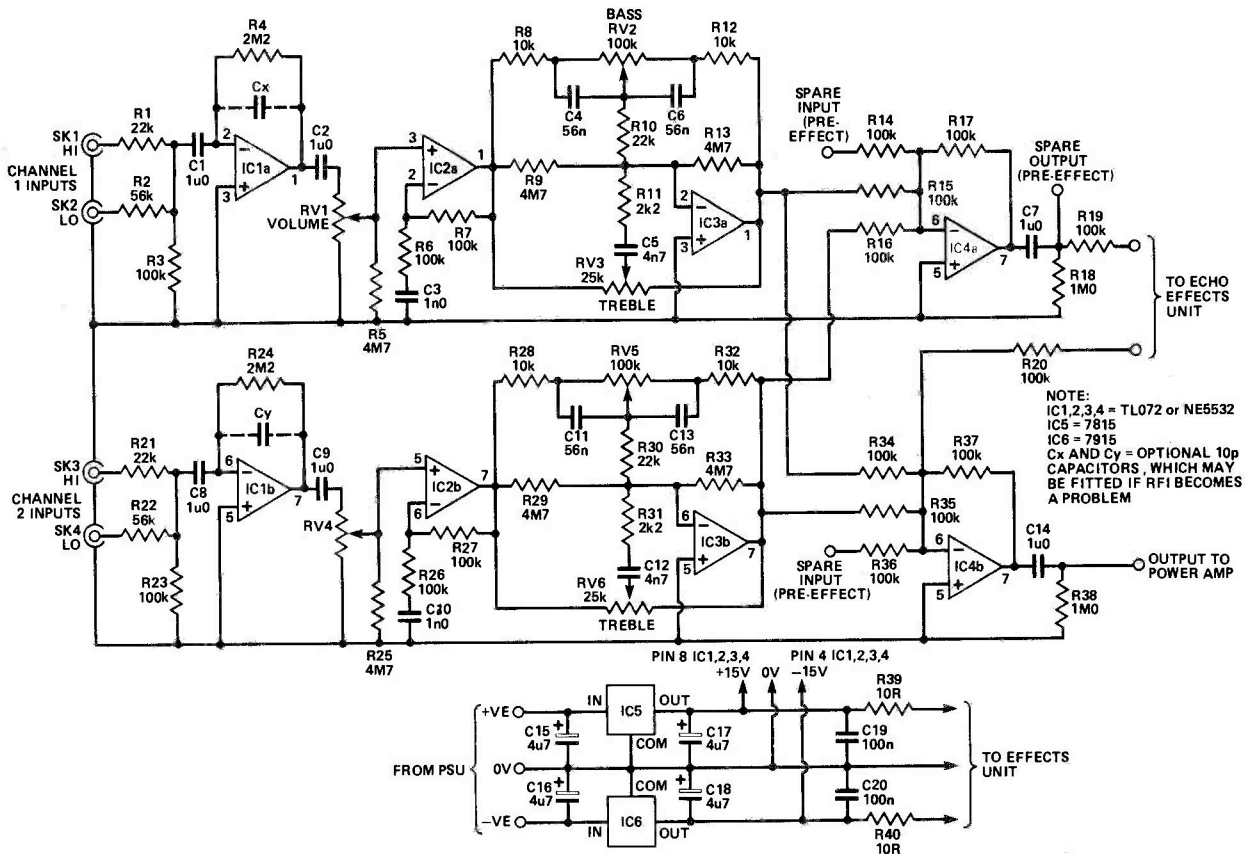 R4
2M2
Cx
R1
22k
SK1
HI
CHANNEL
1 INPUTS
SK2
LO
R2
56k
R3
100k
C1
1u0
2
IC1a
3
1
C2
1u0
RV1
VOLUME
R5
4M7
3
2
IC2a
1
R6
100k
R7
100k
C3
1n0
R8
10k
BASS
RV2
100k
R12
10k
C4
56n
C6
56n
R10
22k
R9
4M7
R13
4M7
R11
2k2
C5
4n7
2
3
IC3a
1
RV3
25k
TREBLE
SPARE
INPUT
(PRE-
EFFECT)
R14
100k
R17
100k
R15
100k
R16
100k
6
5
IC4a
7
C7
1u0
SPARE
OUTPUT
(PRE-EFFECT)
R19
100k
R18
1M0
TO ECHO
EFFECTS
UNIT
R20
100k
R24
2M2
Cy
R21
22k
SK3
HI
CHANNEL
2 INPUTS
SK4
LO
R22
56k
R23
100k
C8
1u0
6
IC1b
5
7
C9
1u0
RV4
R25
4M7
5
6
IC2b
7
R26
100k
R27
100k
C10
1n0
R28
10k
RV5
100k
R32
10k
C11
56n
C13
56n
R30
22k
R29
4M7
R33
4M7
R31
2k2
C12
4n7
6
5
IC3b
7
RV6
25k
TREBLE
R34
100k
R37
100k
R35
100k
R36
100k
SPARE
INPUT
(PRE-EFFECT)
6
5
IC4b
7
C14
1u0
R38
1M0
OUTPUT TO
POWER AMP
NOTE:
IC1,2,3,4 = TL072 or NE5532
IC5 = 7815
IC6 = 7915
Cx AND Cy = OPTIONAL 10p
CAPACITORS, WHICH MAY
BE FITTED IF RFI BECOMES
A PROBLEM
PIN 8 IC1,2,3,4
+15V
0V
PIN 4 IC1,2,3,4
-15V
FROM PSU
+VE
0V
-VE
C15
4u7
C16
4u7
IN
IC5
OUT
COM
COM
IN
IC6
OUT
C17
4u7
C18
4u7
R39
10R
C19
100n
C20
100n
R40
10R
TO EFFECTS
UNIT